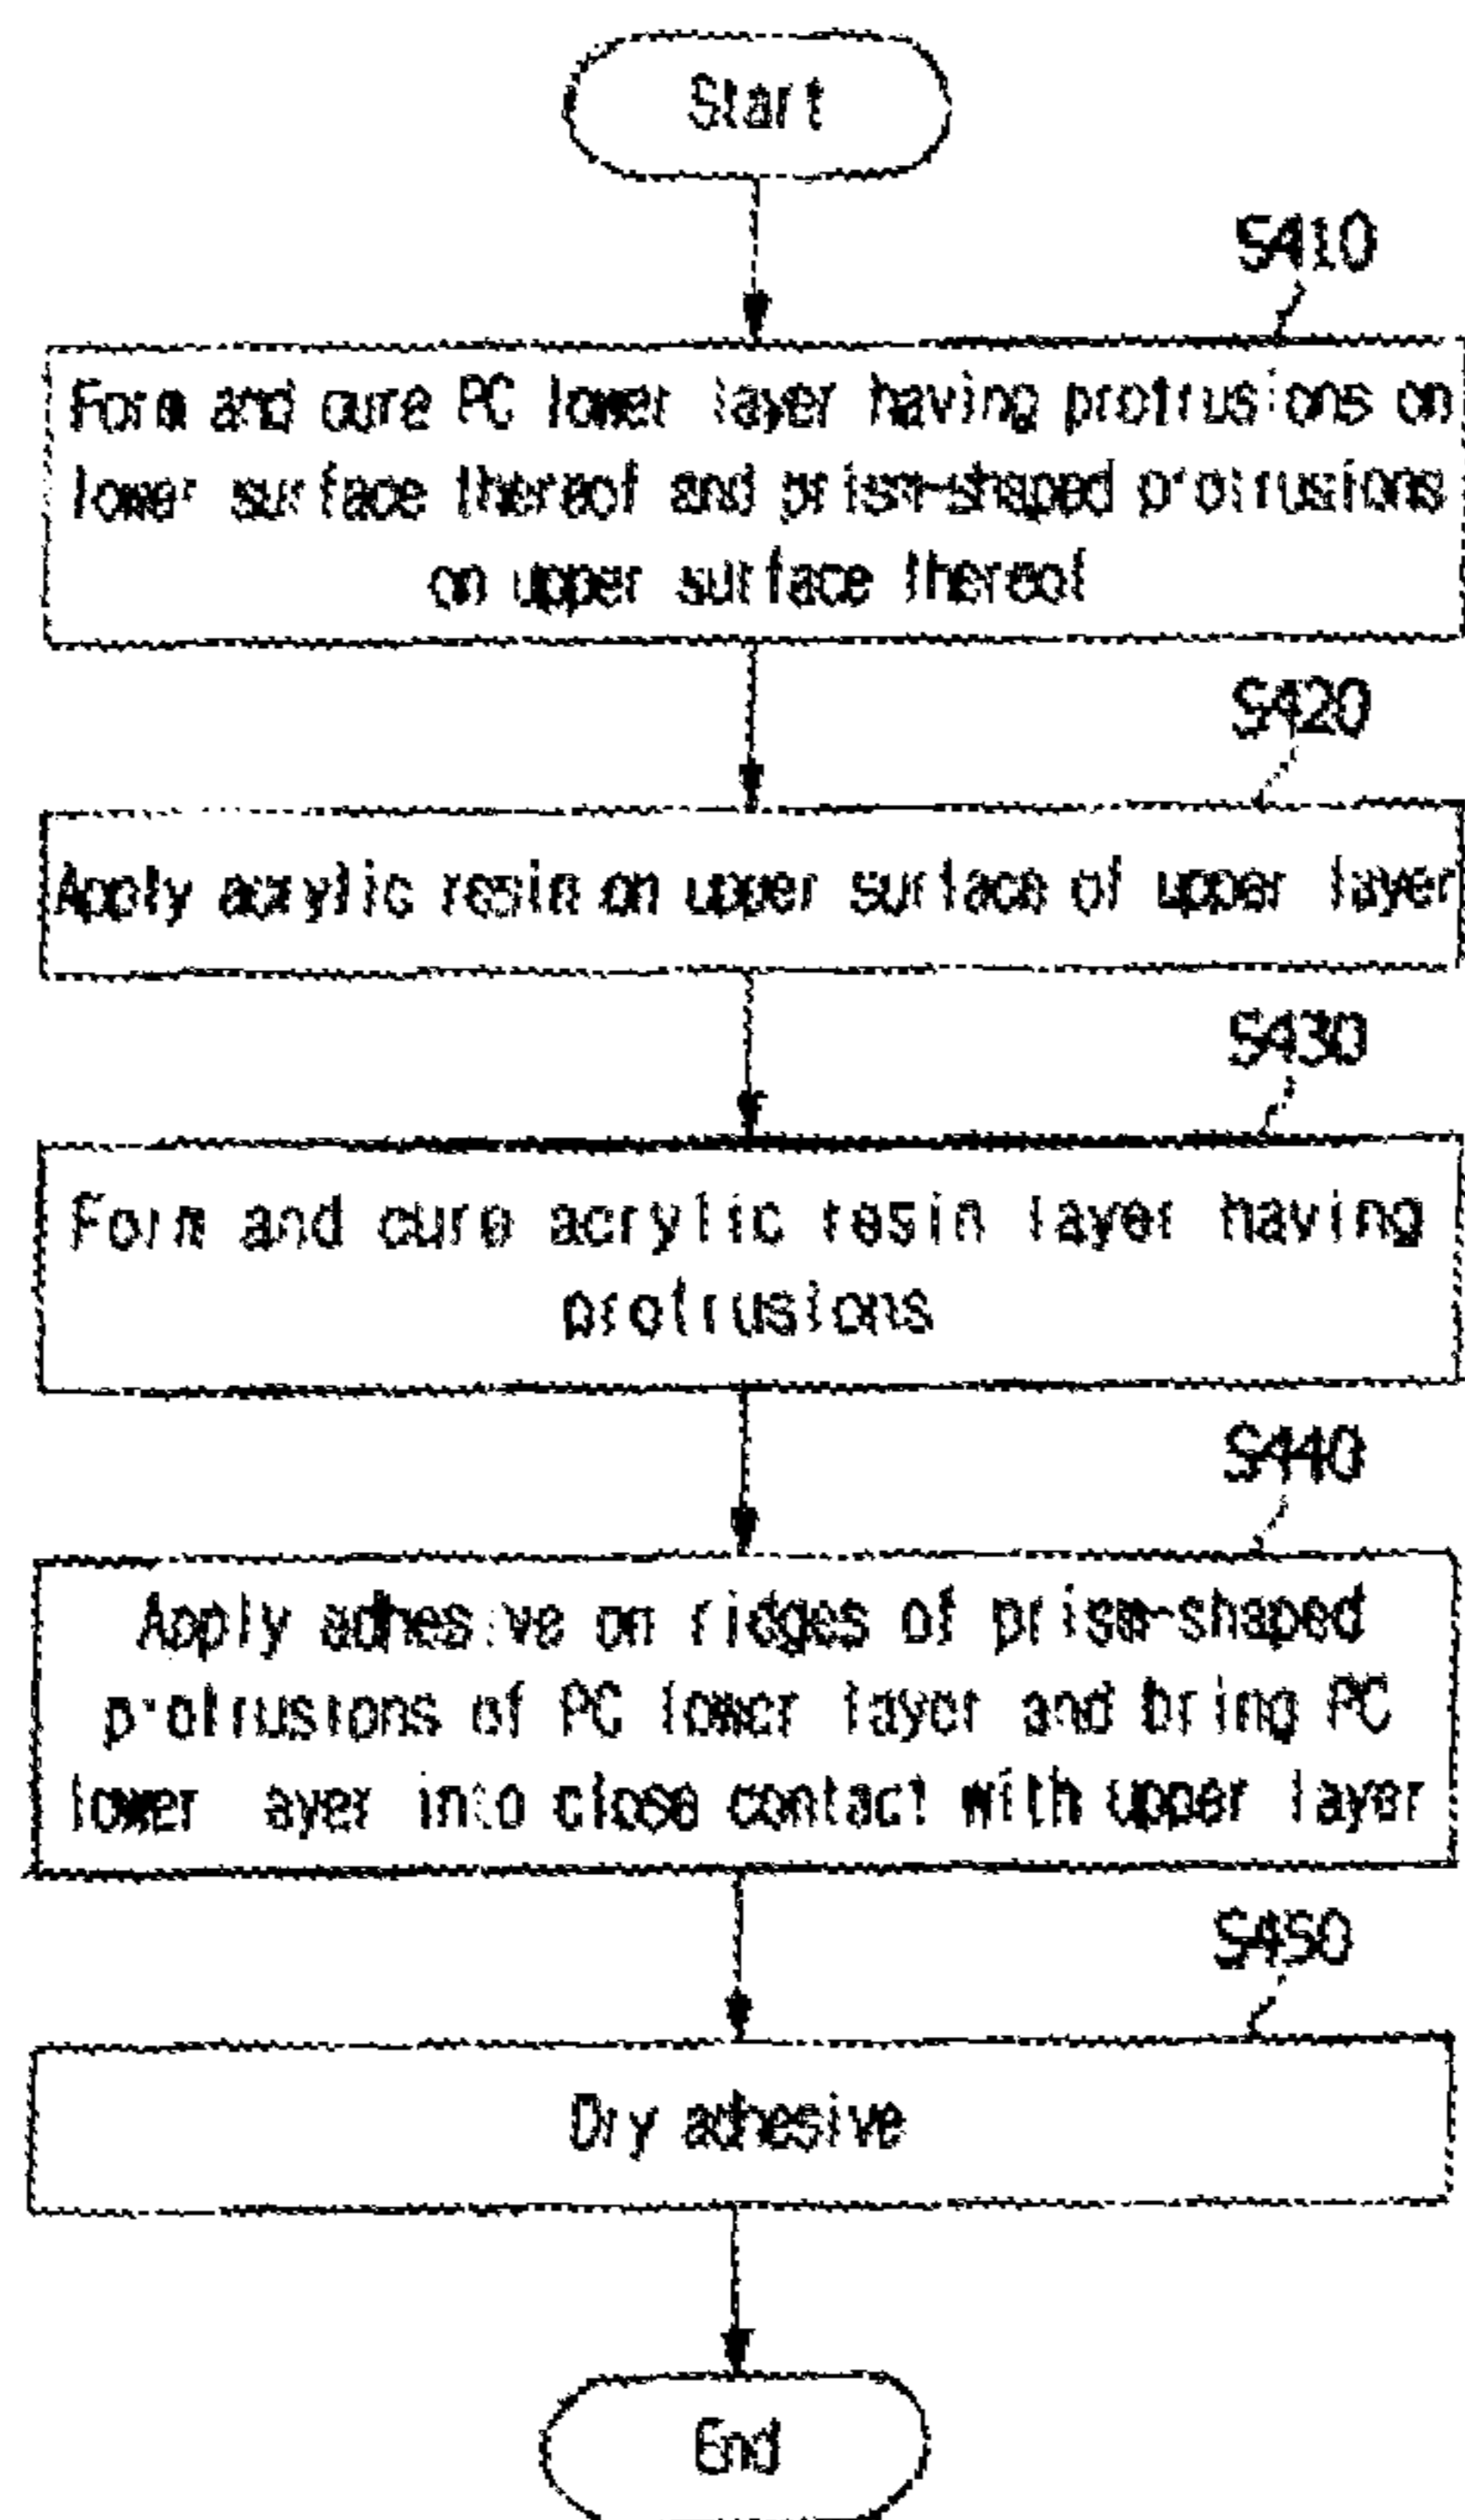 Start
S410
Form and cure PC lower layer having protrusions on
lower surface thereof and prism-shaped protrusions
on upper surface thereof
S420
Apply acrylic resin on upper surface of upper layer
S430
Form and cure acrylic resin layer having
protrusions
S440
Apply adhesive on ridges of prism-shaped
protrusions of PC lower layer and bring PC
lower layer into close contact with upper layer
S450
Dry adhesive
End